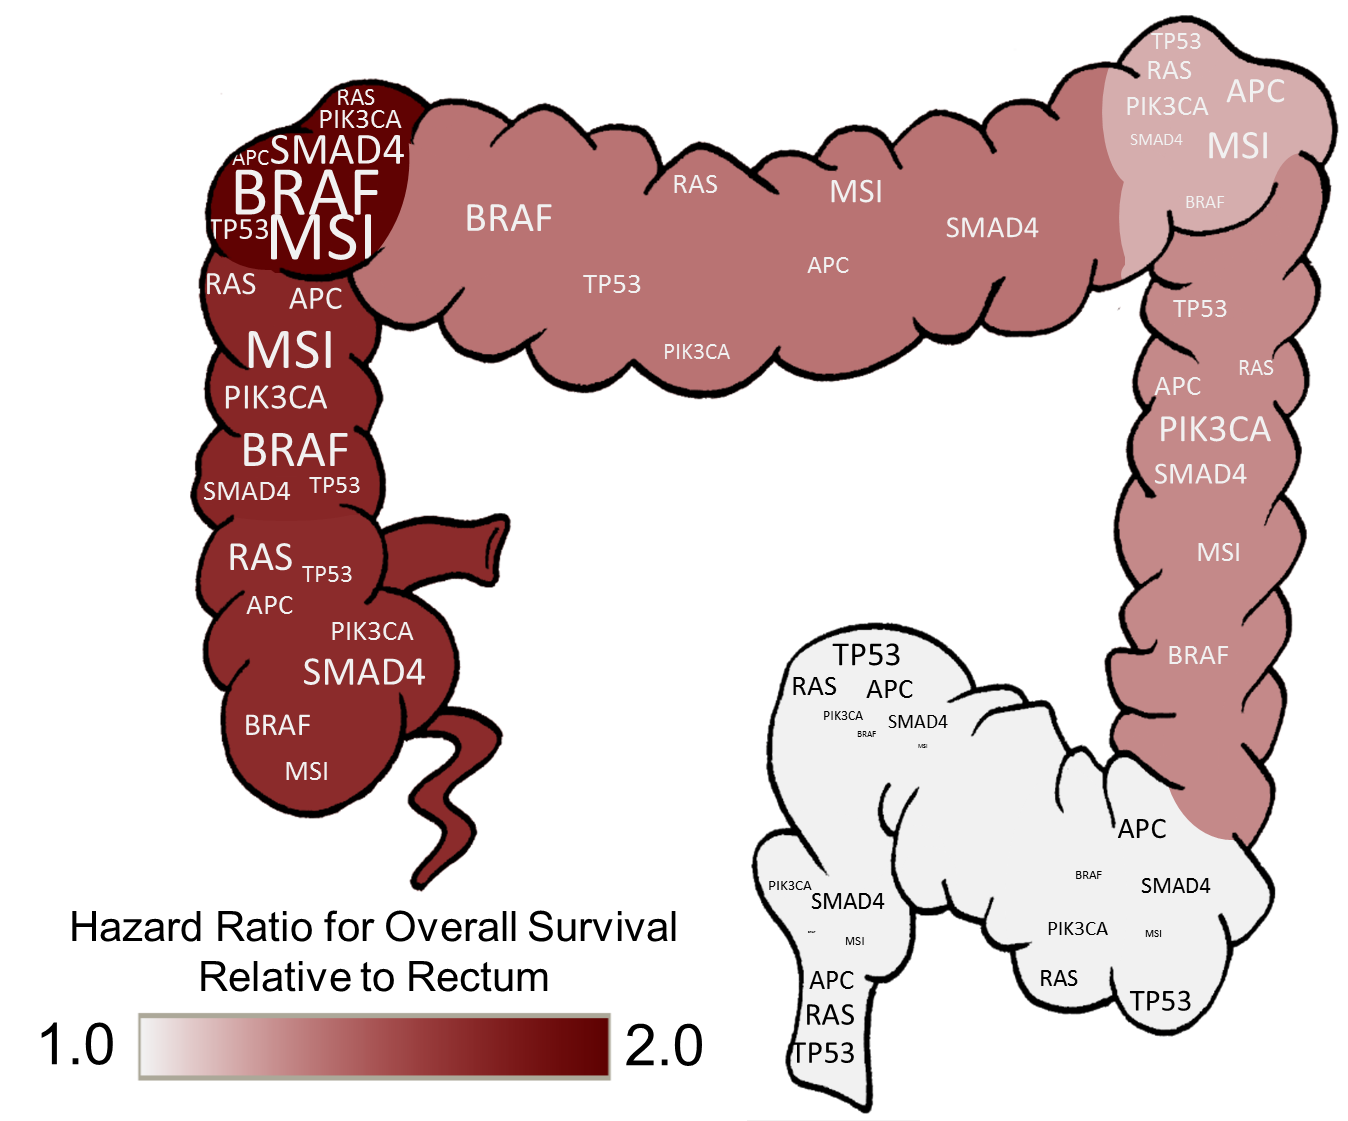 RAS
PIK3CA
APC
SMAD4
BRAF
TP53
MSI
RAS
APC
MSI
PIK3CA
BRAF
SMAD4
TP53
RAS
TP53
APC
PIK3CA
SMAD4
BRAF
MSI
BRAF
RAS
MSI
SMAD4
TP53
APC
PIK3CA
TP53
RAS
APC
PIK3CA
SMAD4
MSI
BRAF
TP53
RAS
APC
PIK3CA
SMAD4
MSI
BRAF
APC
BRAF
SMAD4
PIK3CA
MSI
RAS
TP53
TP53
RAS
APC
PIK3CA
SMAD4
BRAF
MSI
PIK3CA
SMAD4
MSI
APC
RAS
TP53
Hazard Ratio for Overall Survival
Relative to Rectum
1.0
2.0